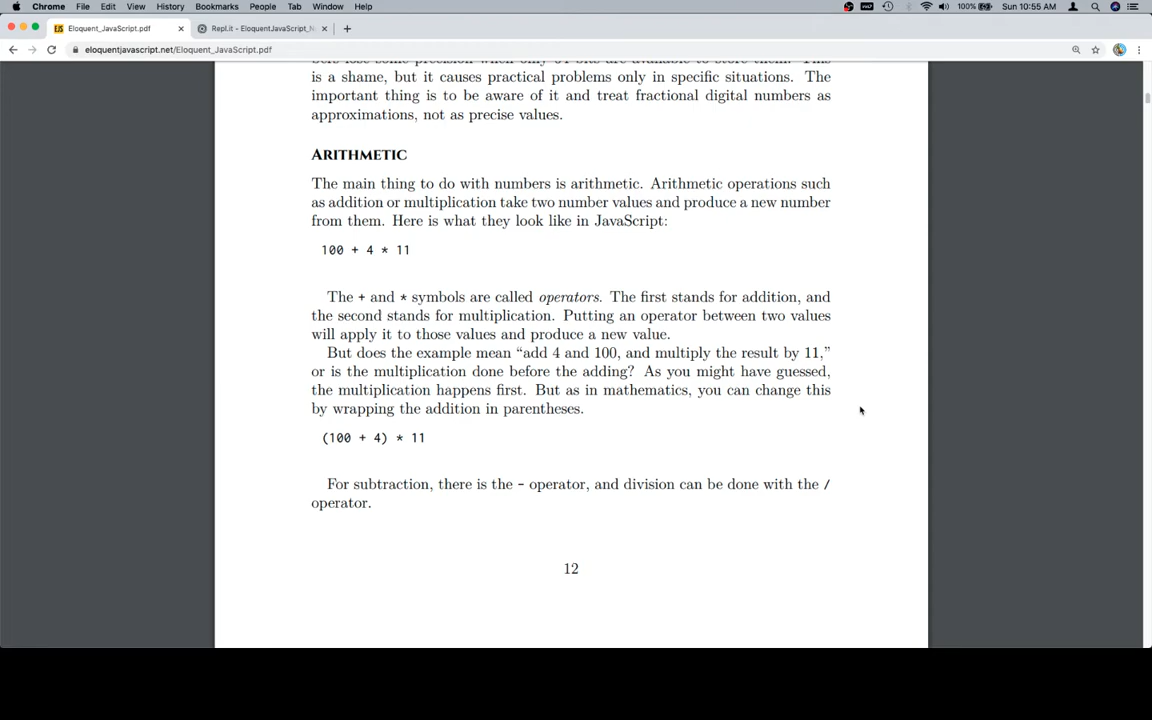 Chrome File Edit View History Bookmarks People Tab Window Help 100% Sun 10:55 AM
Eloquent_JavaScript.pdf Repl.it - EloquentJavaScript_N
eloquentjavascript.net/Eloquent_JavaScript.pdf
is a shame, but it causes practical problems only in specific situations. The
important thing is to be aware of it and treat fractional digital numbers as
approximations, not as precise values.
Arithmetic
The main thing to do with numbers is arithmetic. Arithmetic operations such
as addition or multiplication take two number values and produce a new number
from them. Here is what they look like in JavaScript:
100 + 4 * 11
The + and * symbols are called operators. The first stands for addition, and
the second stands for multiplication. Putting an operator between two values
will apply it to those values and produce a new value.
But does the example mean “add 4 and 100, and multiply the result by 11,”
or is the multiplication done before the adding? As you might have guessed,
the multiplication happens first. But as in mathematics, you can change this
by wrapping the addition in parentheses.
(100 + 4) * 11
For subtraction, there is the - operator, and division can be done with the /
operator.
12